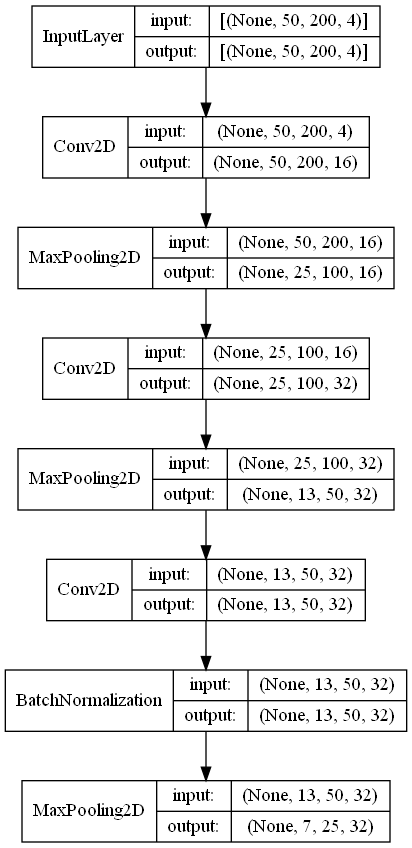 InputLayer
input: [(None, 50, 200, 4)]
output: [(None, 50, 200, 4)]
Conv2D
input: (None, 50, 200, 4)
output: (None, 50, 200, 16)
MaxPooling2D
input: (None, 50, 200, 16)
output: (None, 25, 100, 16)
Conv2D
input: (None, 25, 100, 16)
output: (None, 25, 100, 32)
MaxPooling2D
input: (None, 25, 100, 32)
output: (None, 13, 50, 32)
Conv2D
input: (None, 13, 50, 32)
output: (None, 13, 50, 32)
BatchNormalization
input: (None, 13, 50, 32)
output: (None, 13, 50, 32)
MaxPooling2D
input: (None, 13, 50, 32)
output: (None, 7, 25, 32)